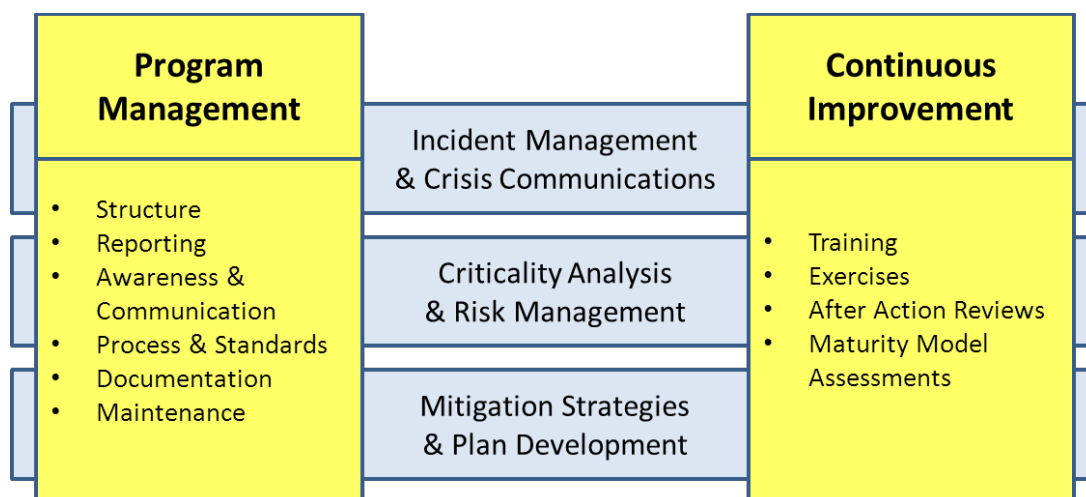 Program
Management
• Structure
• Reporting
• Awareness &
Communication
• Process & Standards
• Documentation
• Maintenance
Incident Management
& Crisis Communications
Criticality Analysis
& Risk Management
Mitigation Strategies
& Plan Development
Continuous
Improvement
• Training
• Exercises
• After Action Reviews
• Maturity Model
Assessments